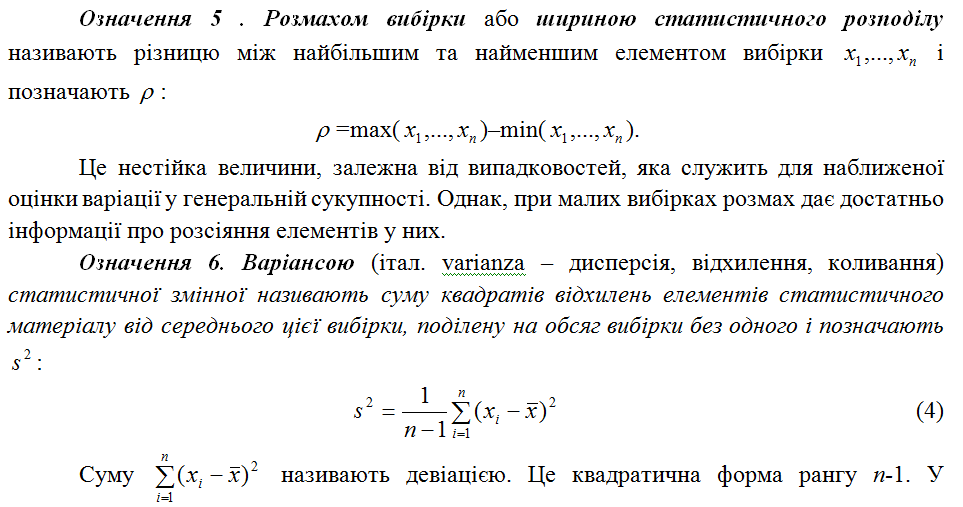 Означення 5 . Розмахом вибірки або шириною статистичного розподілу
називають різницю між найбільшим та найменшим елементом вибірки x₁,...,xₙ і
позначають ρ :
ρ =max( x₁,..., xₙ )–min( x₁,..., xₙ ).
Це нестійка величини, залежна від випадковостей, яка служить для наближеної
оцінки варіації у генеральній сукупності. Однак, при малих вибірках розмах дає достатньо
інформації про розсіяння елементів у них.
Означення 6. Варіансою (італ. varianza – дисперсія, відхилення, коливання)
статистичної змінної називають суму квадратів відхилень елементів статистичного
матеріалу від середнього цієї вибірки, поділену на обсяг вибірки без одного і позначають
s² :
s² = \frac{1}{n−1} \sum_{i=1}^{n} (xᵢ − x̄)² (4)
Суму \sum_{i=1}^{n} (xᵢ − x̄)² називають девіацією. Це квадратична форма рангу n-1. У